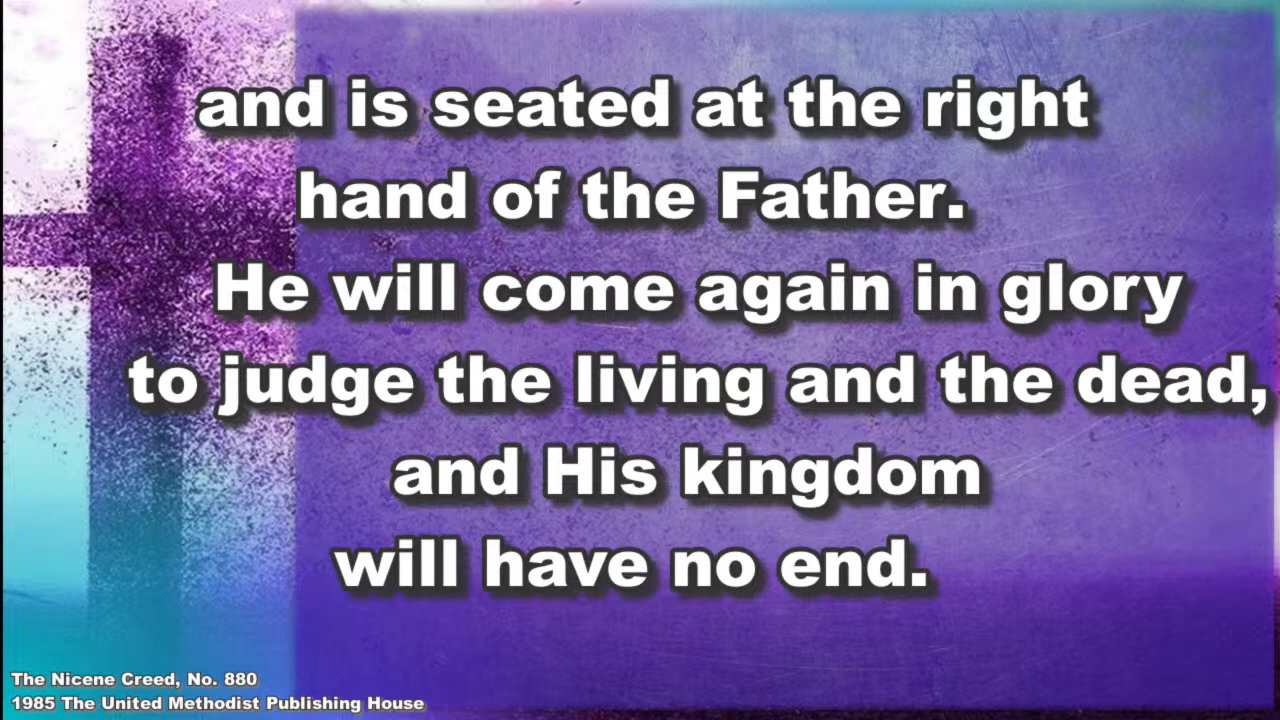 and is seated at the right
hand of the Father.
He will come again in glory
to judge the living and the dead,
and His kingdom
will have no end.
The Nicene Creed, No. 880
1985 The United Methodist Publishing House